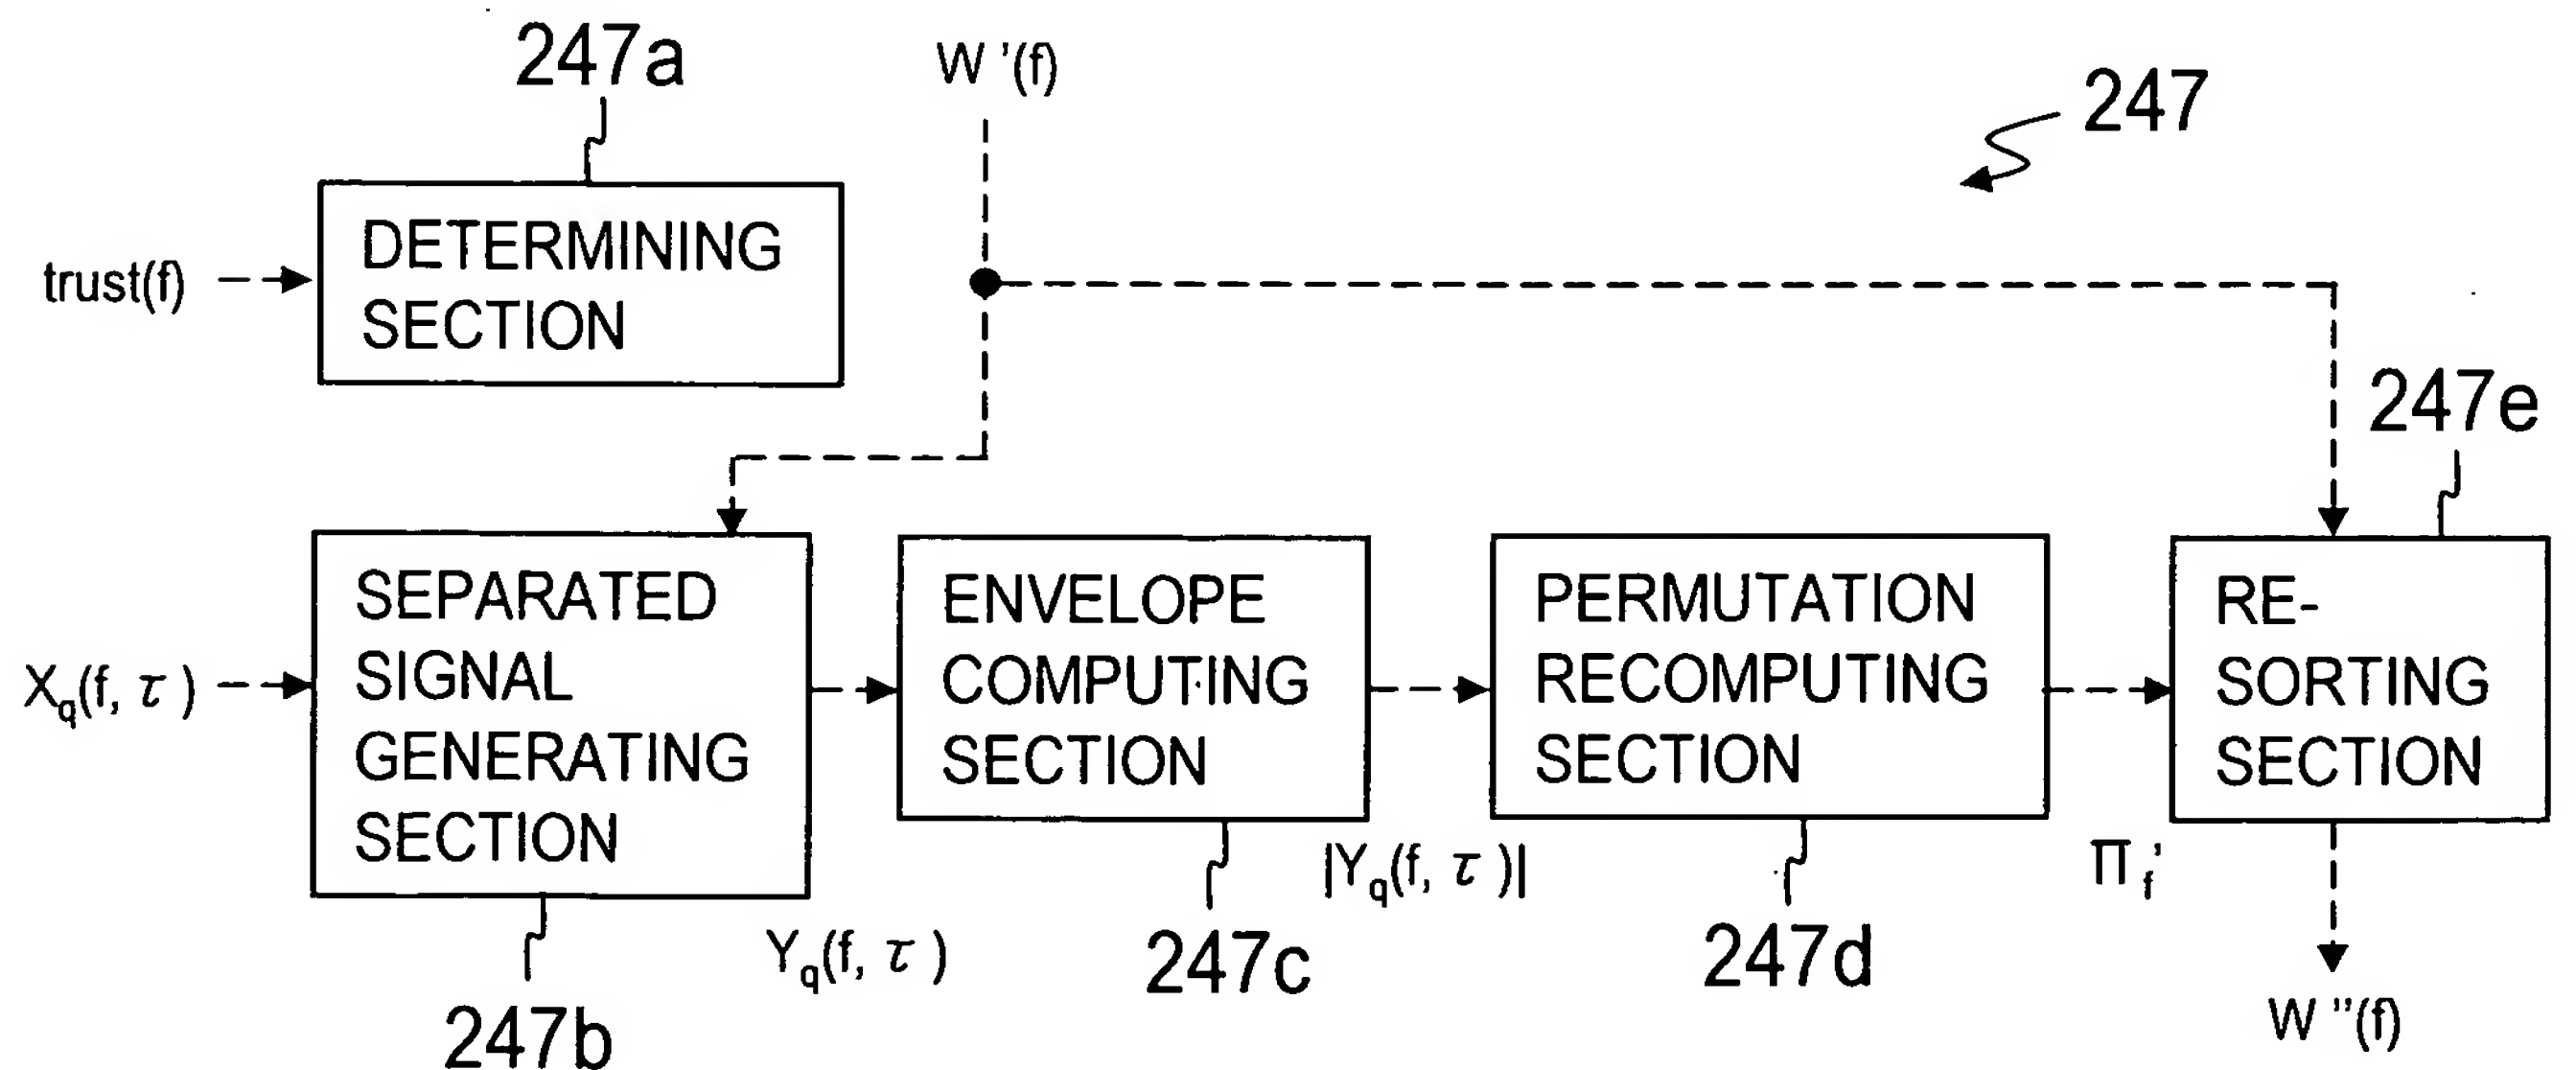 247a
W '(f)
247
DETERMINING
SECTION
trust(f)
247e
SEPARATED
SIGNAL
GENERATING
SECTION
ENVELOPE
COMPUTING
SECTION
PERMUTATION
RECOMPUTING
SECTION
RE-
SORTING
SECTION
Xq(f, τ )
Yq(f, τ )
|Yq(f, τ )|
Πf'
247b
247c
247d
W ''(f)